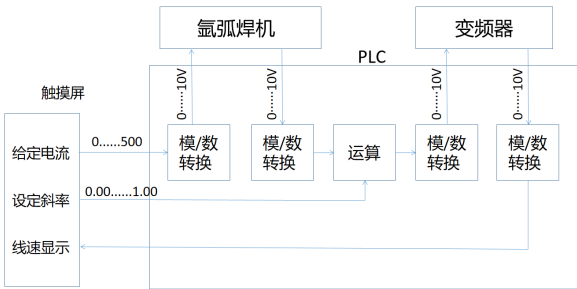 氩弧焊机
变频器
PLC
0……10V
0……10V
0……10V
0……10V
触摸屏
给定电流
0……500
模/数
转换
模/数
转换
运算
模/数
转换
模/数
转换
设定斜率
0.00……1.00
线速显示